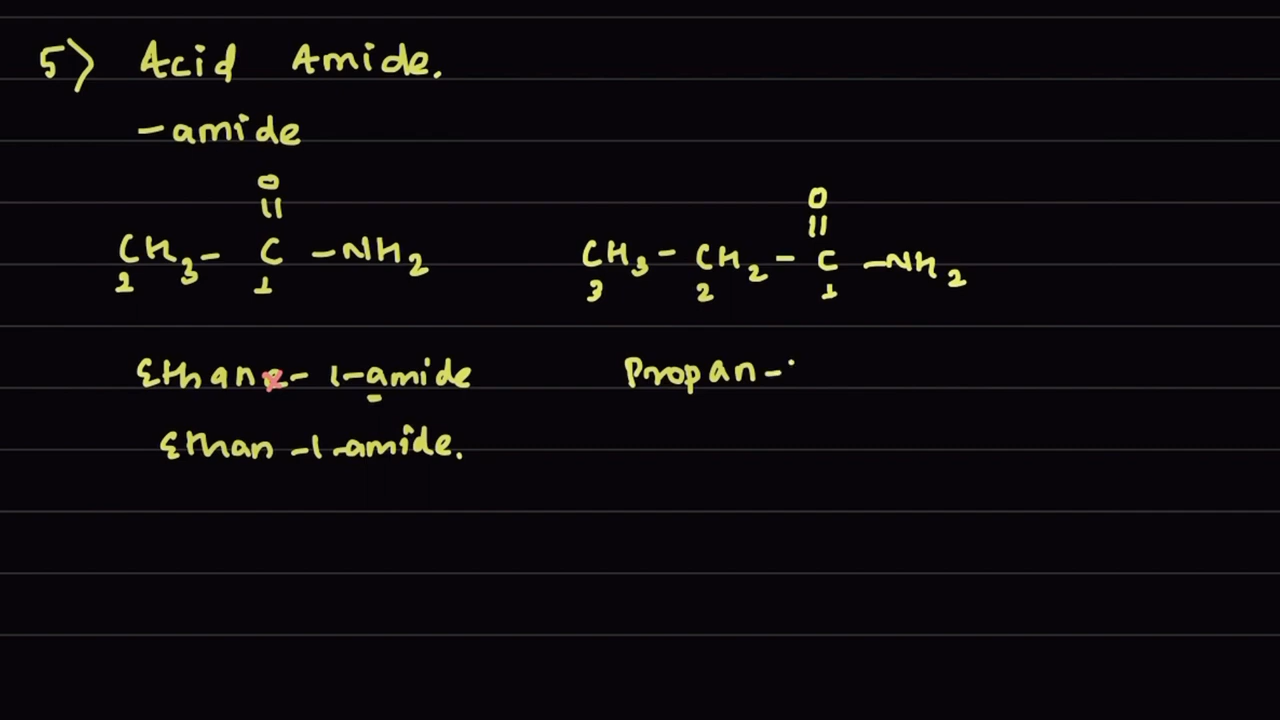 5) Acid Amide.
-amide
O O
|| ||
CH3- C -NH2 CH3-CH2-C-NH2
2 1 3 2 1
Ethane-1-amide Propan-
Ethan-1-amide.